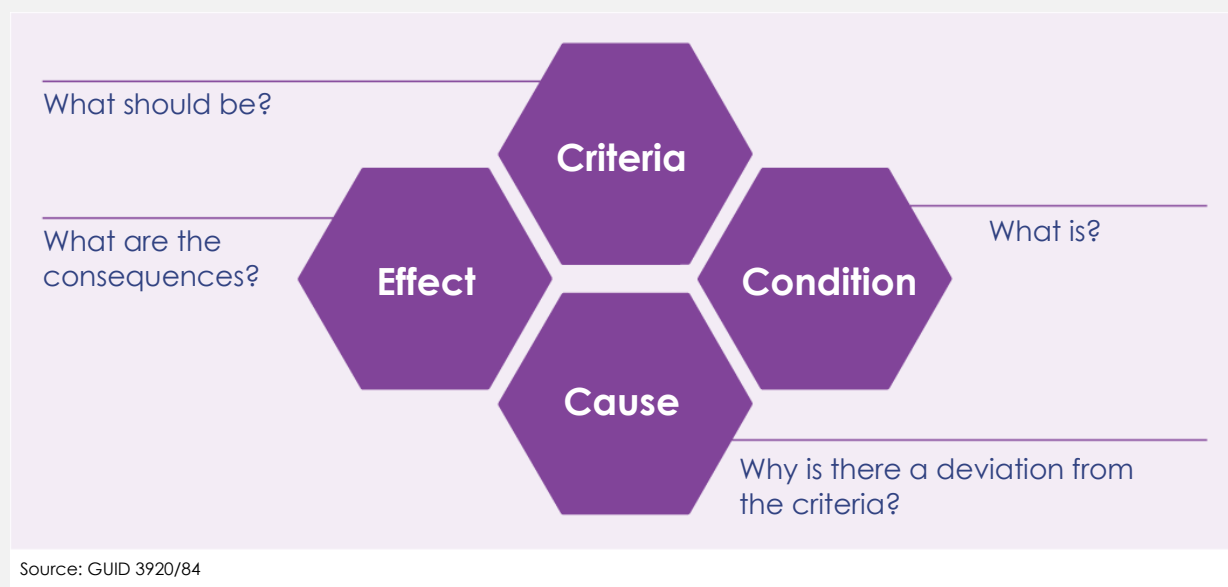 What should be?
Criteria
What are the
consequences?
Effect
What is?
Condition
Cause
Why is there a deviation from
the criteria?
Source: GUID 3920/84